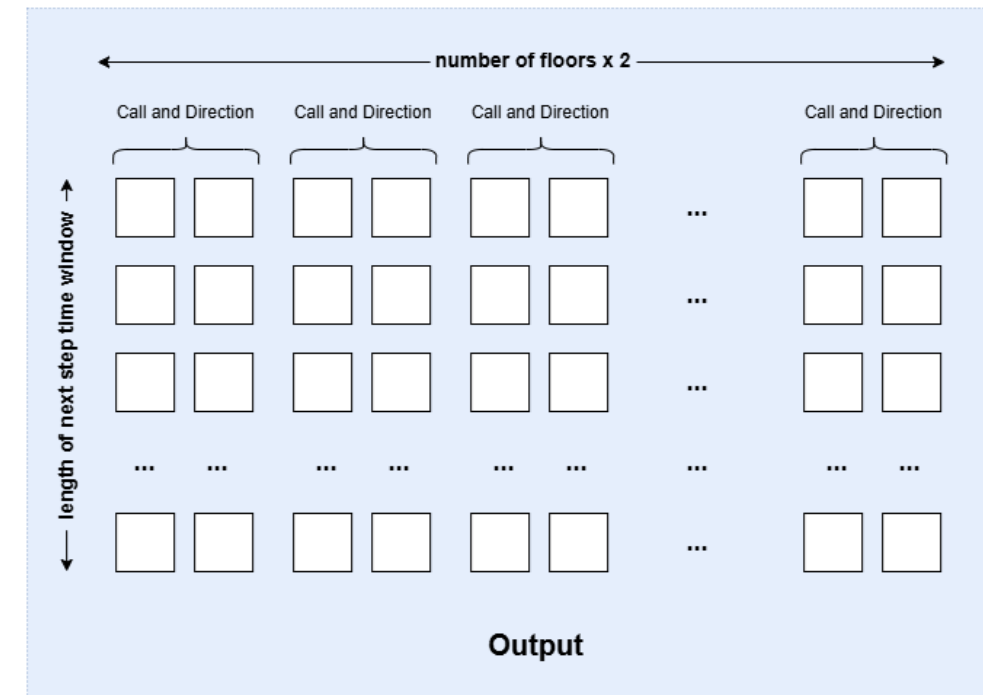 number of floors x 2
Call and Direction
Call and Direction
Call and Direction
Call and Direction
length of next step time window
...
...
...
... ... ... ... ... ... ... ... ...
...
Output